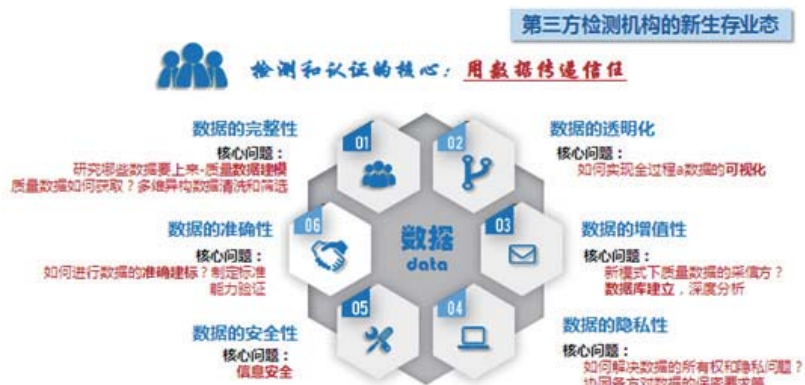 第三方检测机构的新生存业态
检测和认证的核心：用数据传递信任
01
数据的完整性
核心问题：
研究哪些数据要上来-质量数据建模
质量数据如何获取？多维异构数据清洗和筛选
02
数据的透明化
核心问题：
如何实现全过程a数据的可视化
06
数据的准确性
核心问题：
如何进行数据的准确建标？制定标准
能力验证
数据
data
03
数据的增值性
核心问题：
新模式下质量数据的采信方？
数据库建立，深度分析
05
数据的安全性
核心问题：
信息安全
04
数据的隐私性
核心问题：
如何解决数据的所有权和隐私问题？